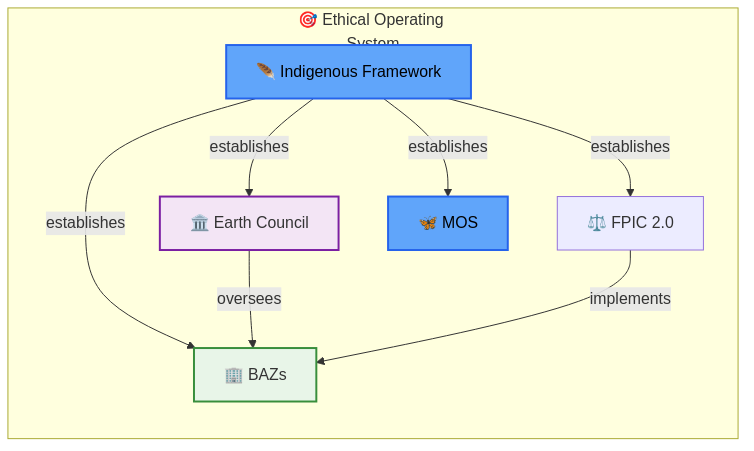 🎯 Ethical Operating
System
🪶 Indigenous Framework
establishes
establishes
establishes
establishes
🏛️ Earth Council
🦋 MOS
⚖️ FPIC 2.0
oversees
implements
🏢 BAZs